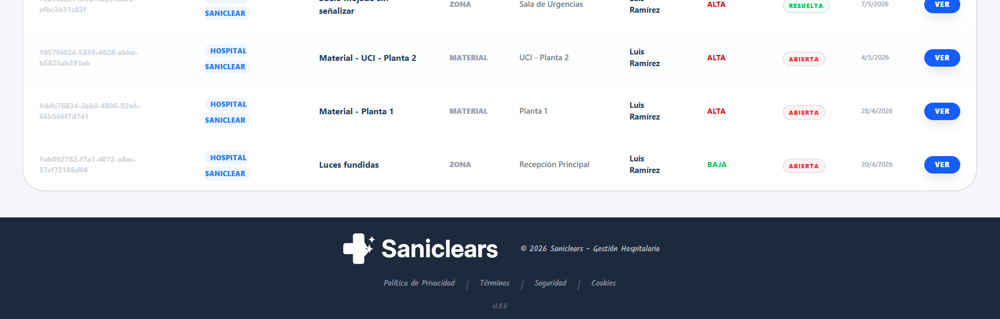 efbc3b31c83f
SANICLEAR
señalizar
ZONA
Sala de Urgencias
Ramírez
ALTA
RESUELTA
7/5/2026
VER
#857f4624-5859-4628-abba-
b5825ab391ab
HOSPITAL
SANICLEAR
Material - UCI - Planta 2
MATERIAL
UCI - Planta 2
Luis
Ramírez
ALTA
ABIERTA
4/5/2026
VER
#ddb76834-2eb0-4890-92e4-
66b566f7d741
HOSPITAL
SANICLEAR
Material - Planta 1
MATERIAL
Planta 1
Luis
Ramírez
ALTA
ABIERTA
28/4/2026
VER
#ab092782-f7a1-4072-a8ac-
37cf72186d04
HOSPITAL
SANICLEAR
Luces fundidas
ZONA
Recepción Principal
Luis
Ramírez
BAJA
ABIERTA
20/4/2026
VER
Saniclears
© 2026 Saniclears - Gestión Hospitalaria
Política de Privacidad / Términos / Seguridad / Cookies
v1.0.0